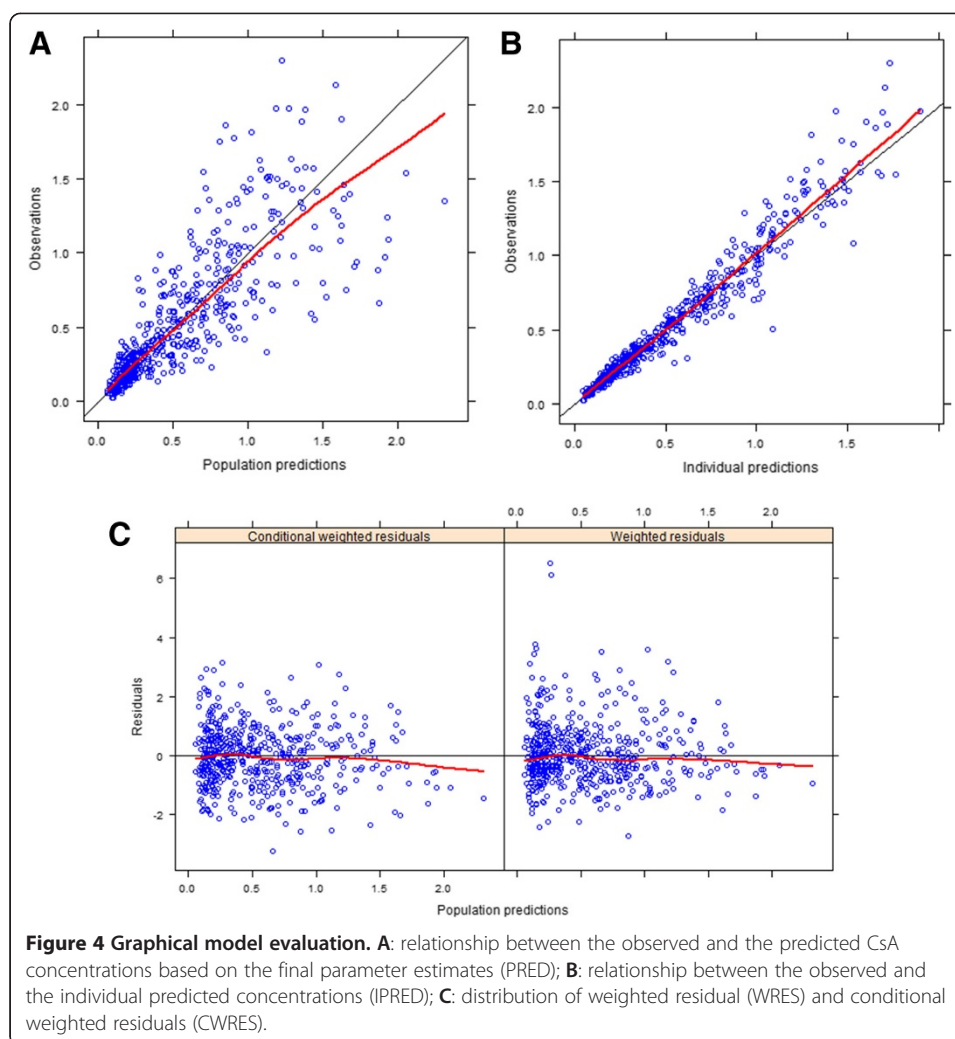 A
B
Observations
2.0
1.5
1.0
0.5
0.0
0.0
0.5
1.0
1.5
2.0
Population predictions
Observations
2.0
1.5
1.0
0.5
0.0
0.0
0.5
1.0
1.5
Individual predictions
C
0.0
0.5
1.0
1.5
2.0
Conditional weighted residuals
Weighted residuals
Residuals
6
4
2
0
-2
0.0
0.5
1.0
1.5
2.0
Population predictions
Figure 4 Graphical model evaluation. A: relationship between the observed and the predicted CsA
concentrations based on the final parameter estimates (PRED); B: relationship between the observed and
the individual predicted concentrations (IPRED); C: distribution of weighted residual (WRES) and conditional
weighted residuals (CWRES).